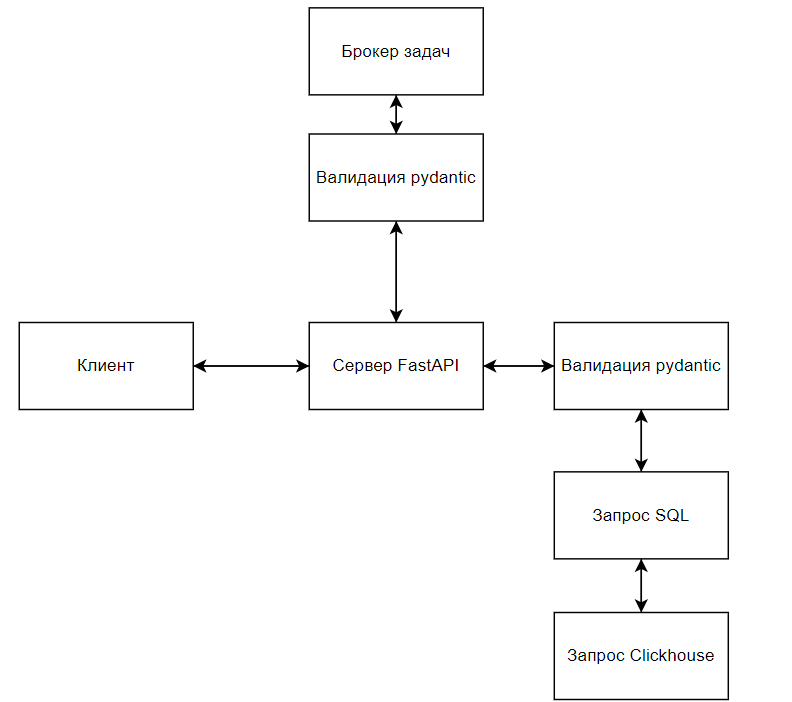 Брокер задач
Валидация pydantic
Клиент
Сервер FastAPI
Валидация pydantic
Запрос SQL
Запрос Clickhouse